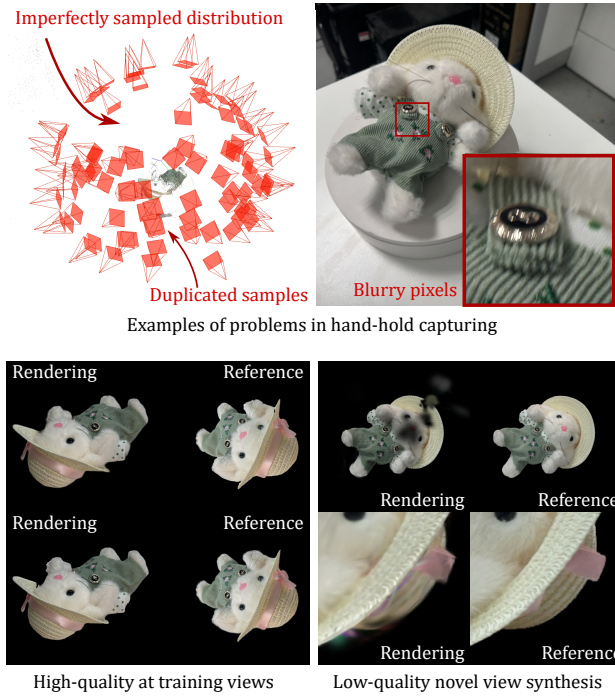 Imperfectly sampled distribution
Duplicated samples
Blurry pixels
Examples of problems in hand-hold capturing
Rendering Reference
Rendering Reference
High-quality at training views
Rendering Reference
Rendering Reference
Low-quality novel view synthesis